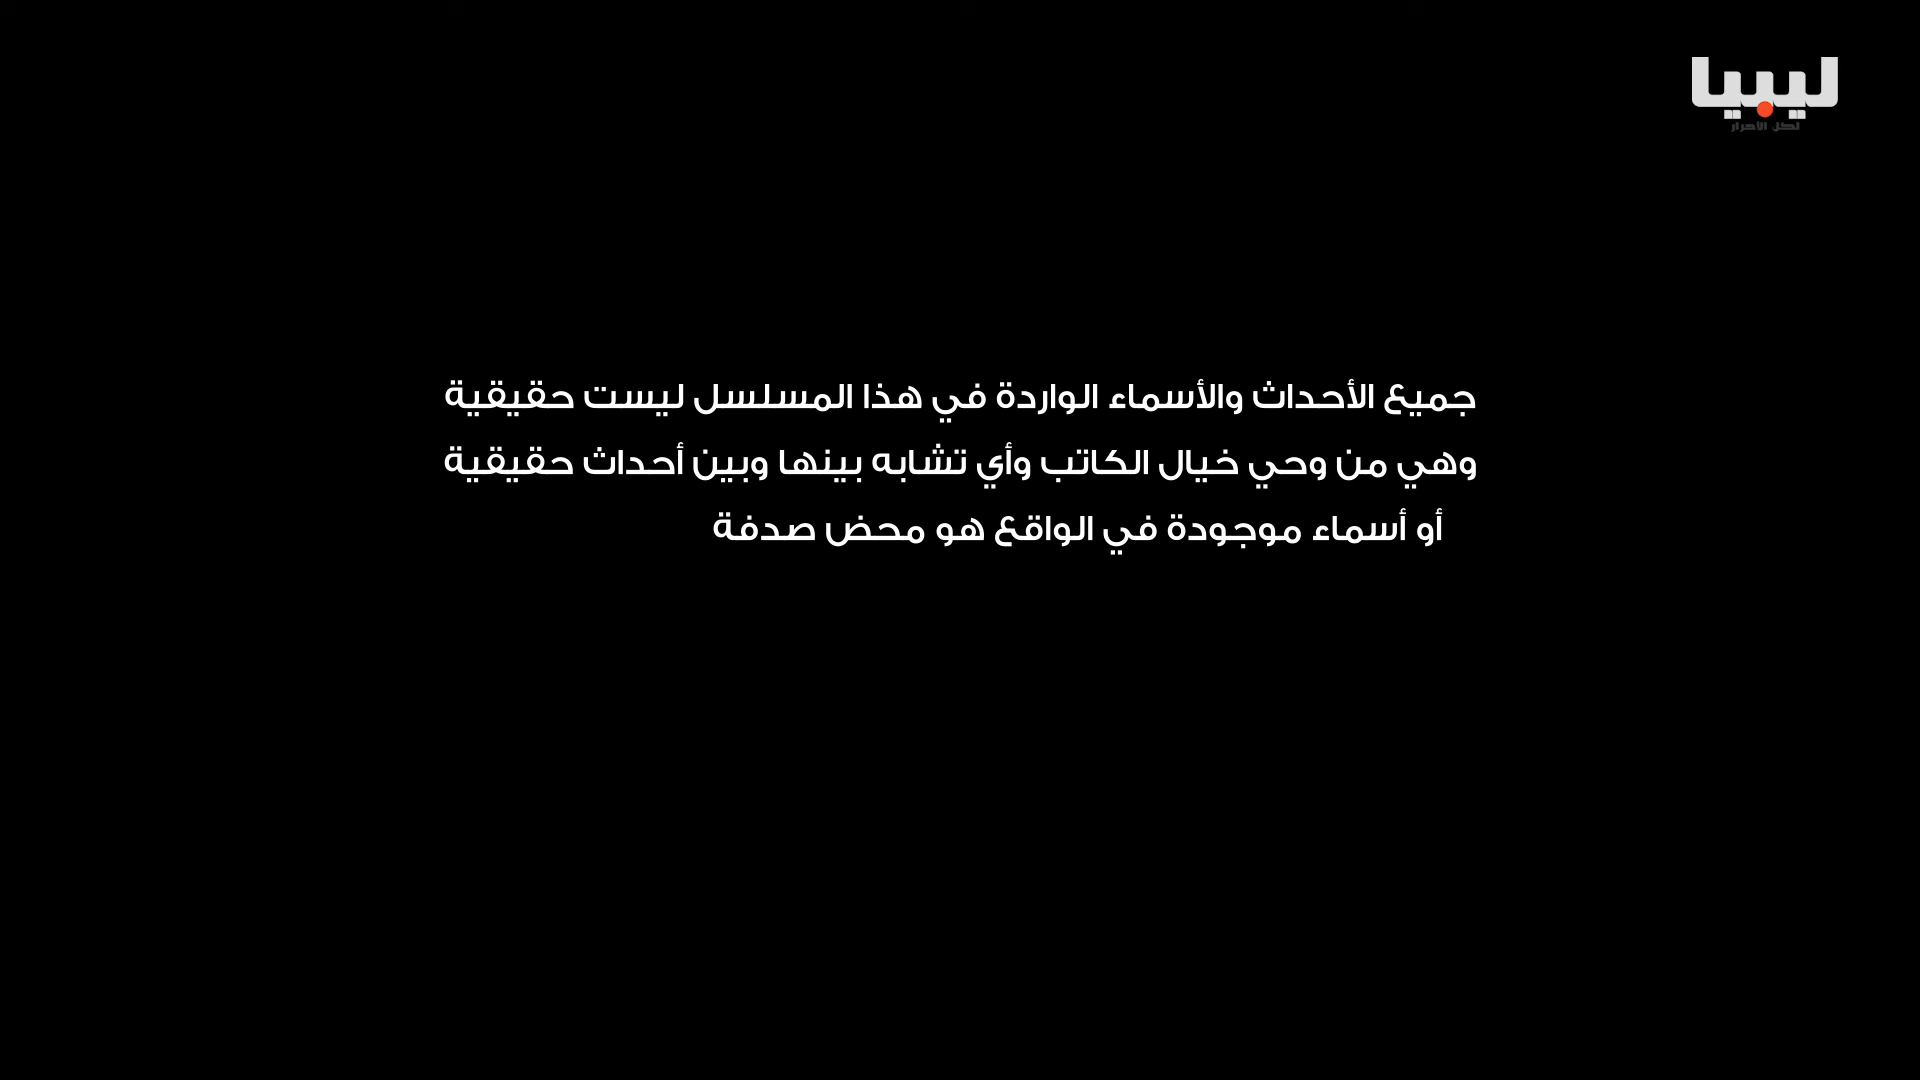 ليبيا
لكل الأحرار
جميع الأحداث والأسماء الواردة في هذا المسلسل ليست حقيقية
وهي من وحي خيال الكاتب وأي تشابه بينها وبين أحداث حقيقية
أو أسماء موجودة في الواقع هو محض صدفة